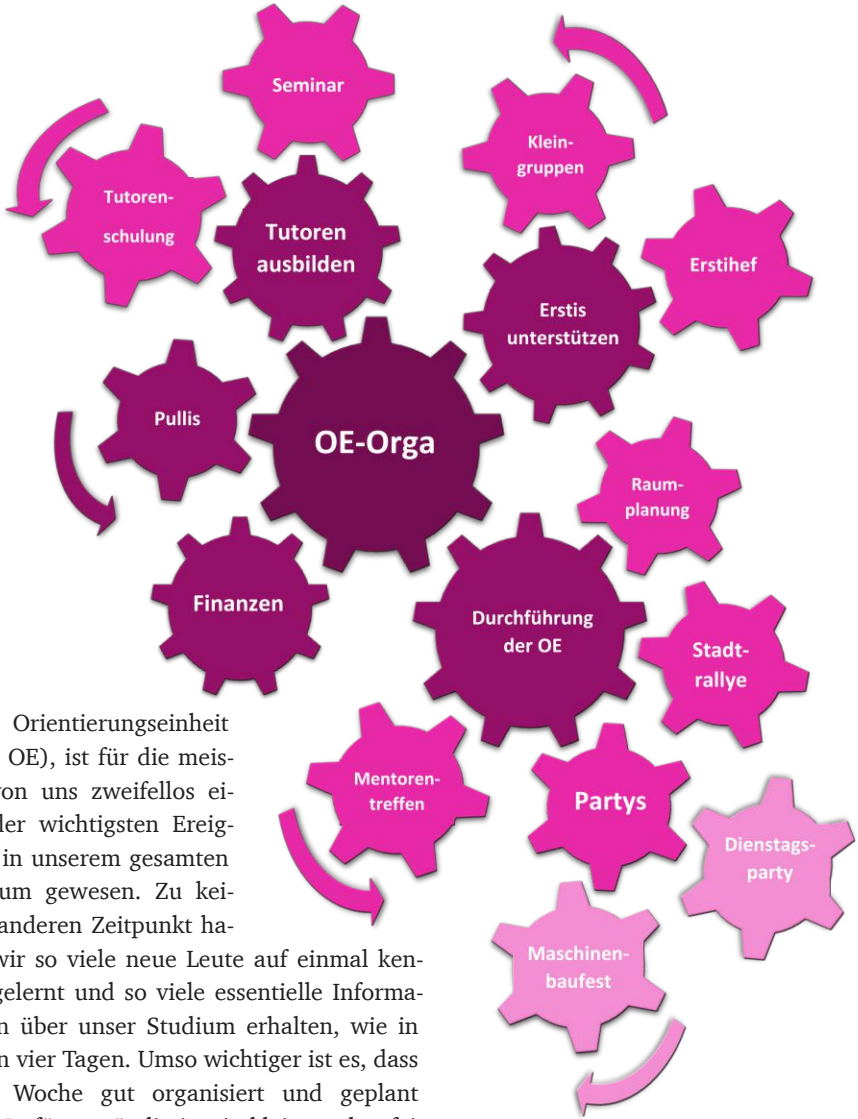 Seminar
Klein-
gruppen
Tutoren-
schulung
Tutoren
ausbilden
Erstihef
Erstis
unterstützen
Pullis
OE-Orga
Raum-
planung
Finanzen
Durchführung
der OE
Stadt-
rallye
Mentoren-
treffen
Partys
Dienstags-
party
Maschinen-
baufest
Orientierungseinheit
OE), ist für die meis-
von uns zweifellos ei-
der wichtigsten Ereig-
in unserem gesamten
um gewesen. Zu kei-
anderen Zeitpunkt ha-
wir so viele neue Leute auf einmal ken-
gelernt und so viele essentielle Informa-
n über unser Studium erhalten, wie in
n vier Tagen. Umso wichtiger ist es, dass
Woche gut organisiert und geplant